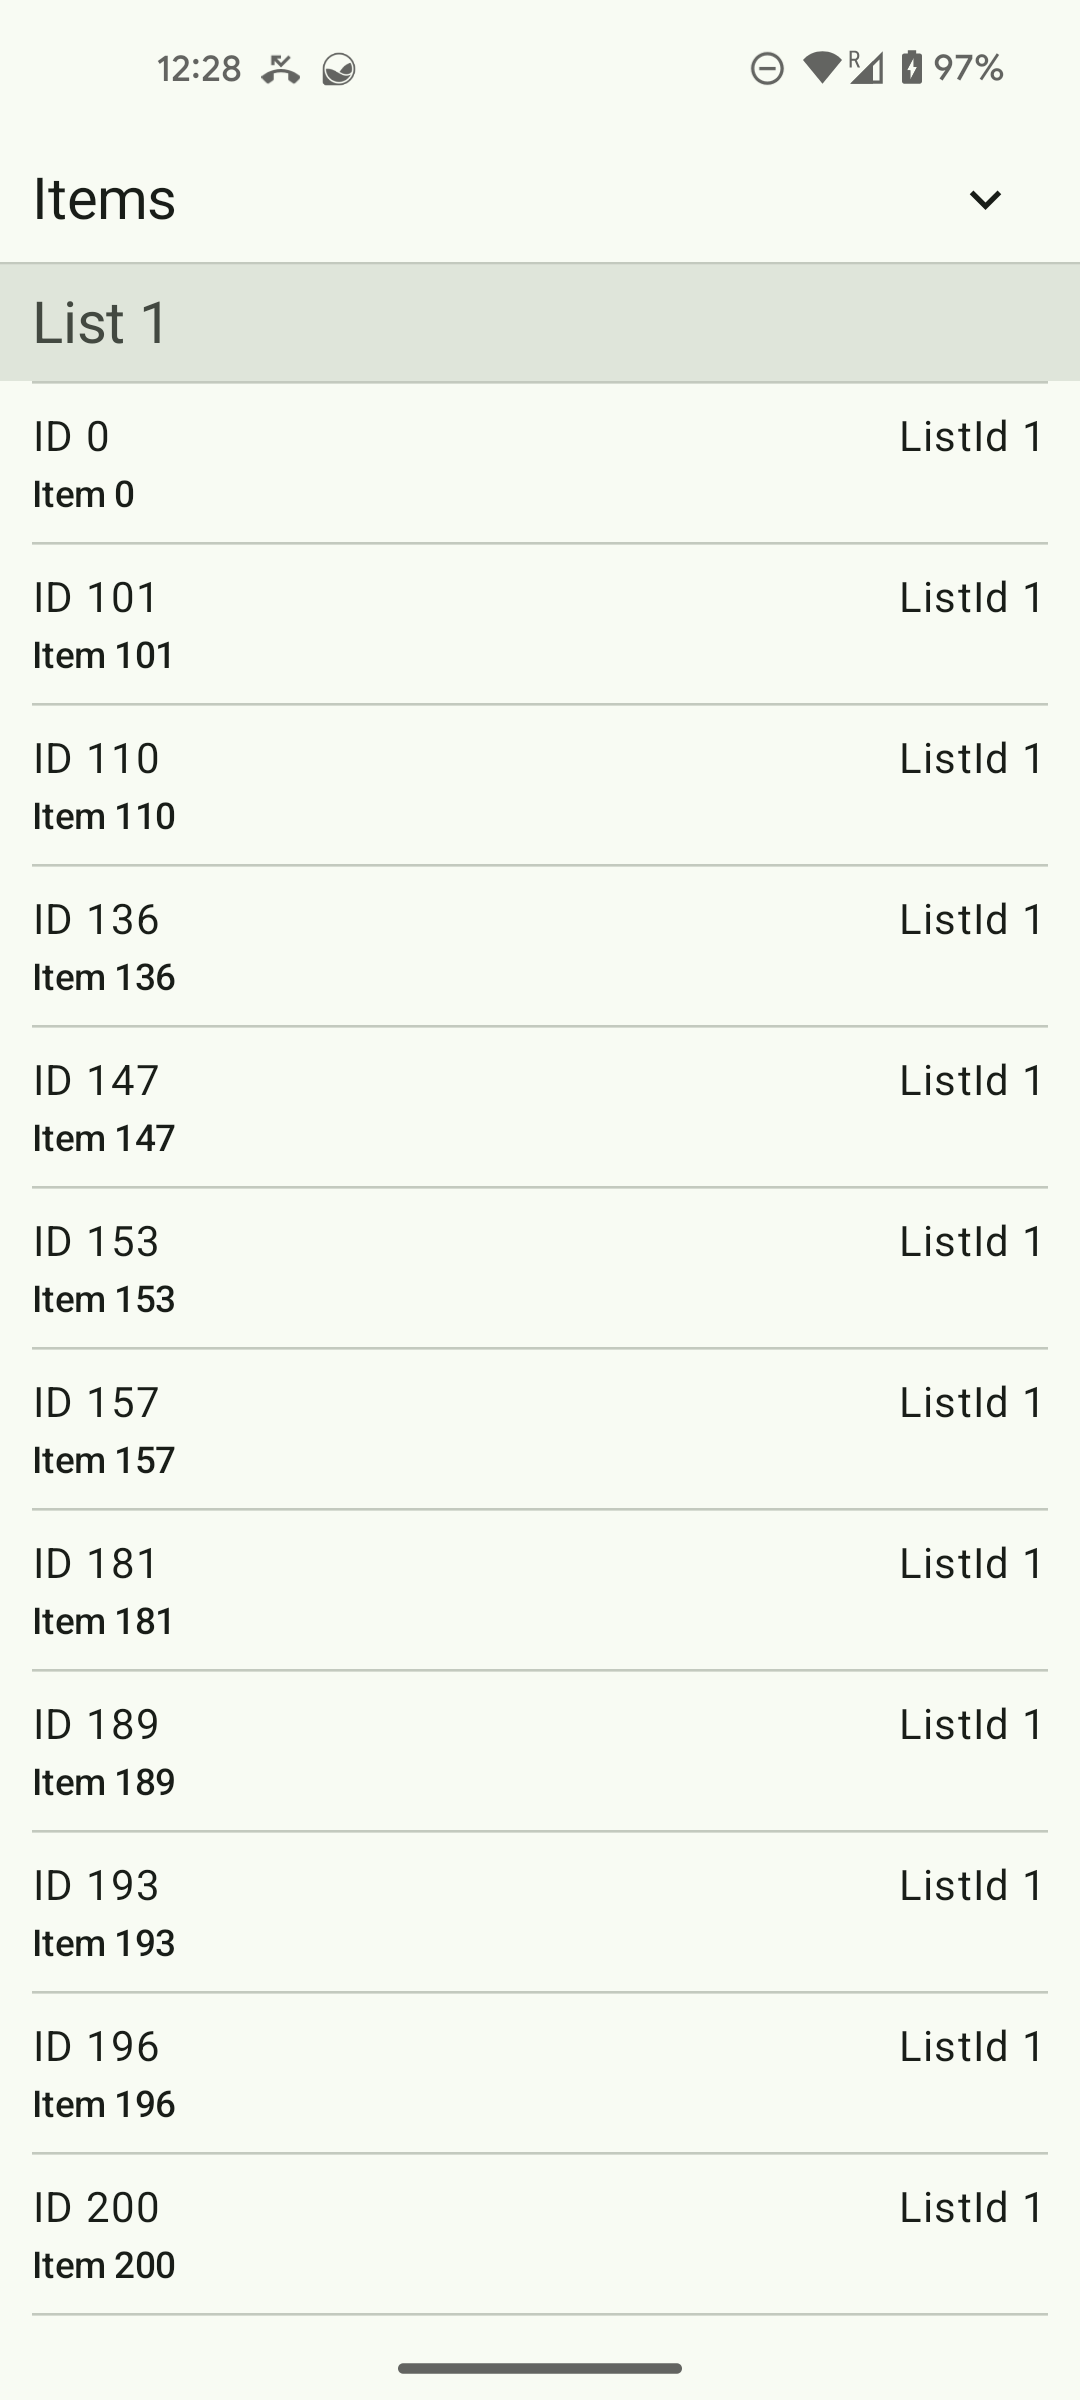 12:28 R 97%
Items
List 1
ID 0 ListId 1
Item 0
ID 101 ListId 1
Item 101
ID 110 ListId 1
Item 110
ID 136 ListId 1
Item 136
ID 147 ListId 1
Item 147
ID 153 ListId 1
Item 153
ID 157 ListId 1
Item 157
ID 181 ListId 1
Item 181
ID 189 ListId 1
Item 189
ID 193 ListId 1
Item 193
ID 196 ListId 1
Item 196
ID 200 ListId 1
Item 200